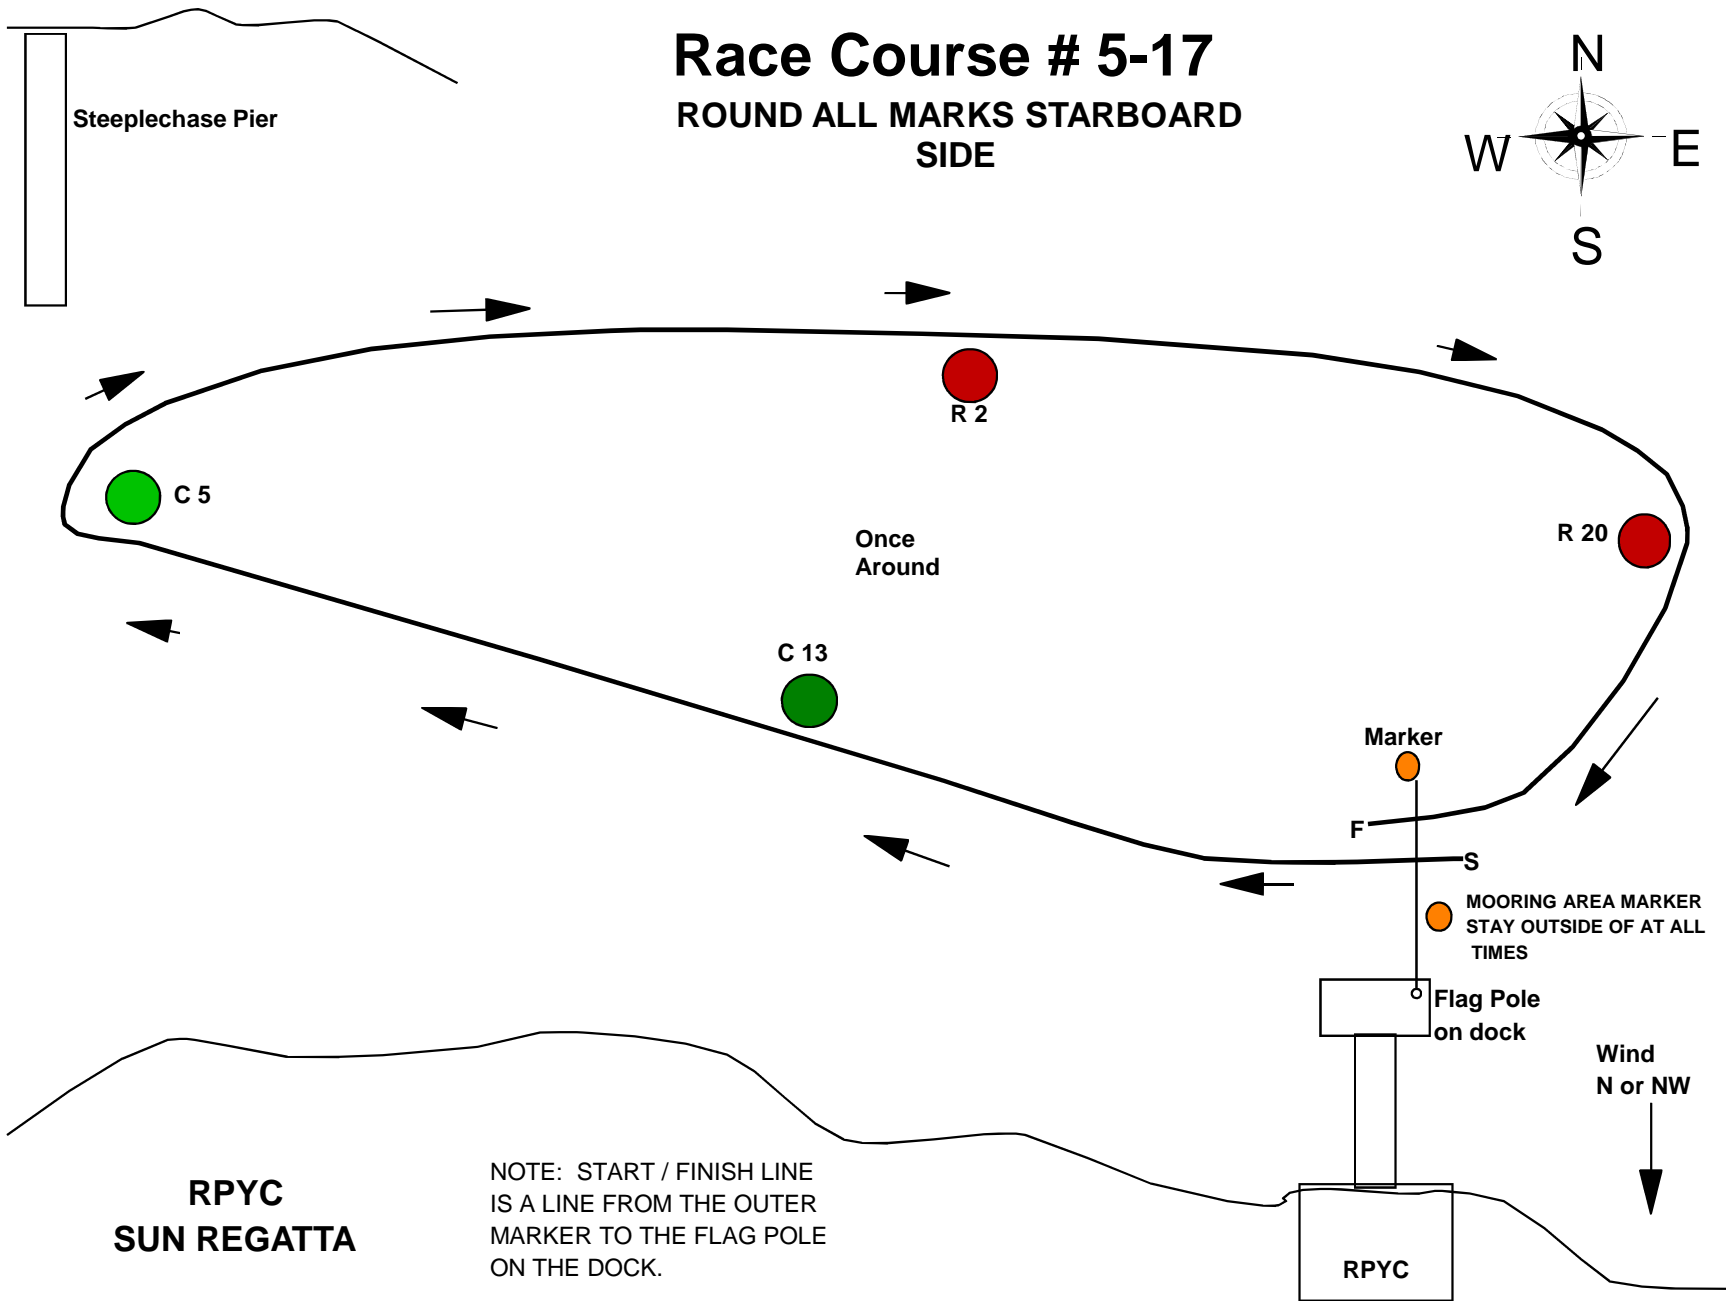 Race Course # 5-17
ROUND ALL MARKS STARBOARD
SIDE
N
W
E
S
Steeplechase Pier
R 2
C 5
R 20
Once
Around
C 13
Marker
F
S
MOORING AREA MARKER
STAY OUTSIDE OF AT ALL
TIMES
Flag Pole
on dock
Wind
N or NW
RPYC
SUN REGATTA
NOTE: START / FINISH LINE
IS A LINE FROM THE OUTER
MARKER TO THE FLAG POLE
ON THE DOCK.
RPYC